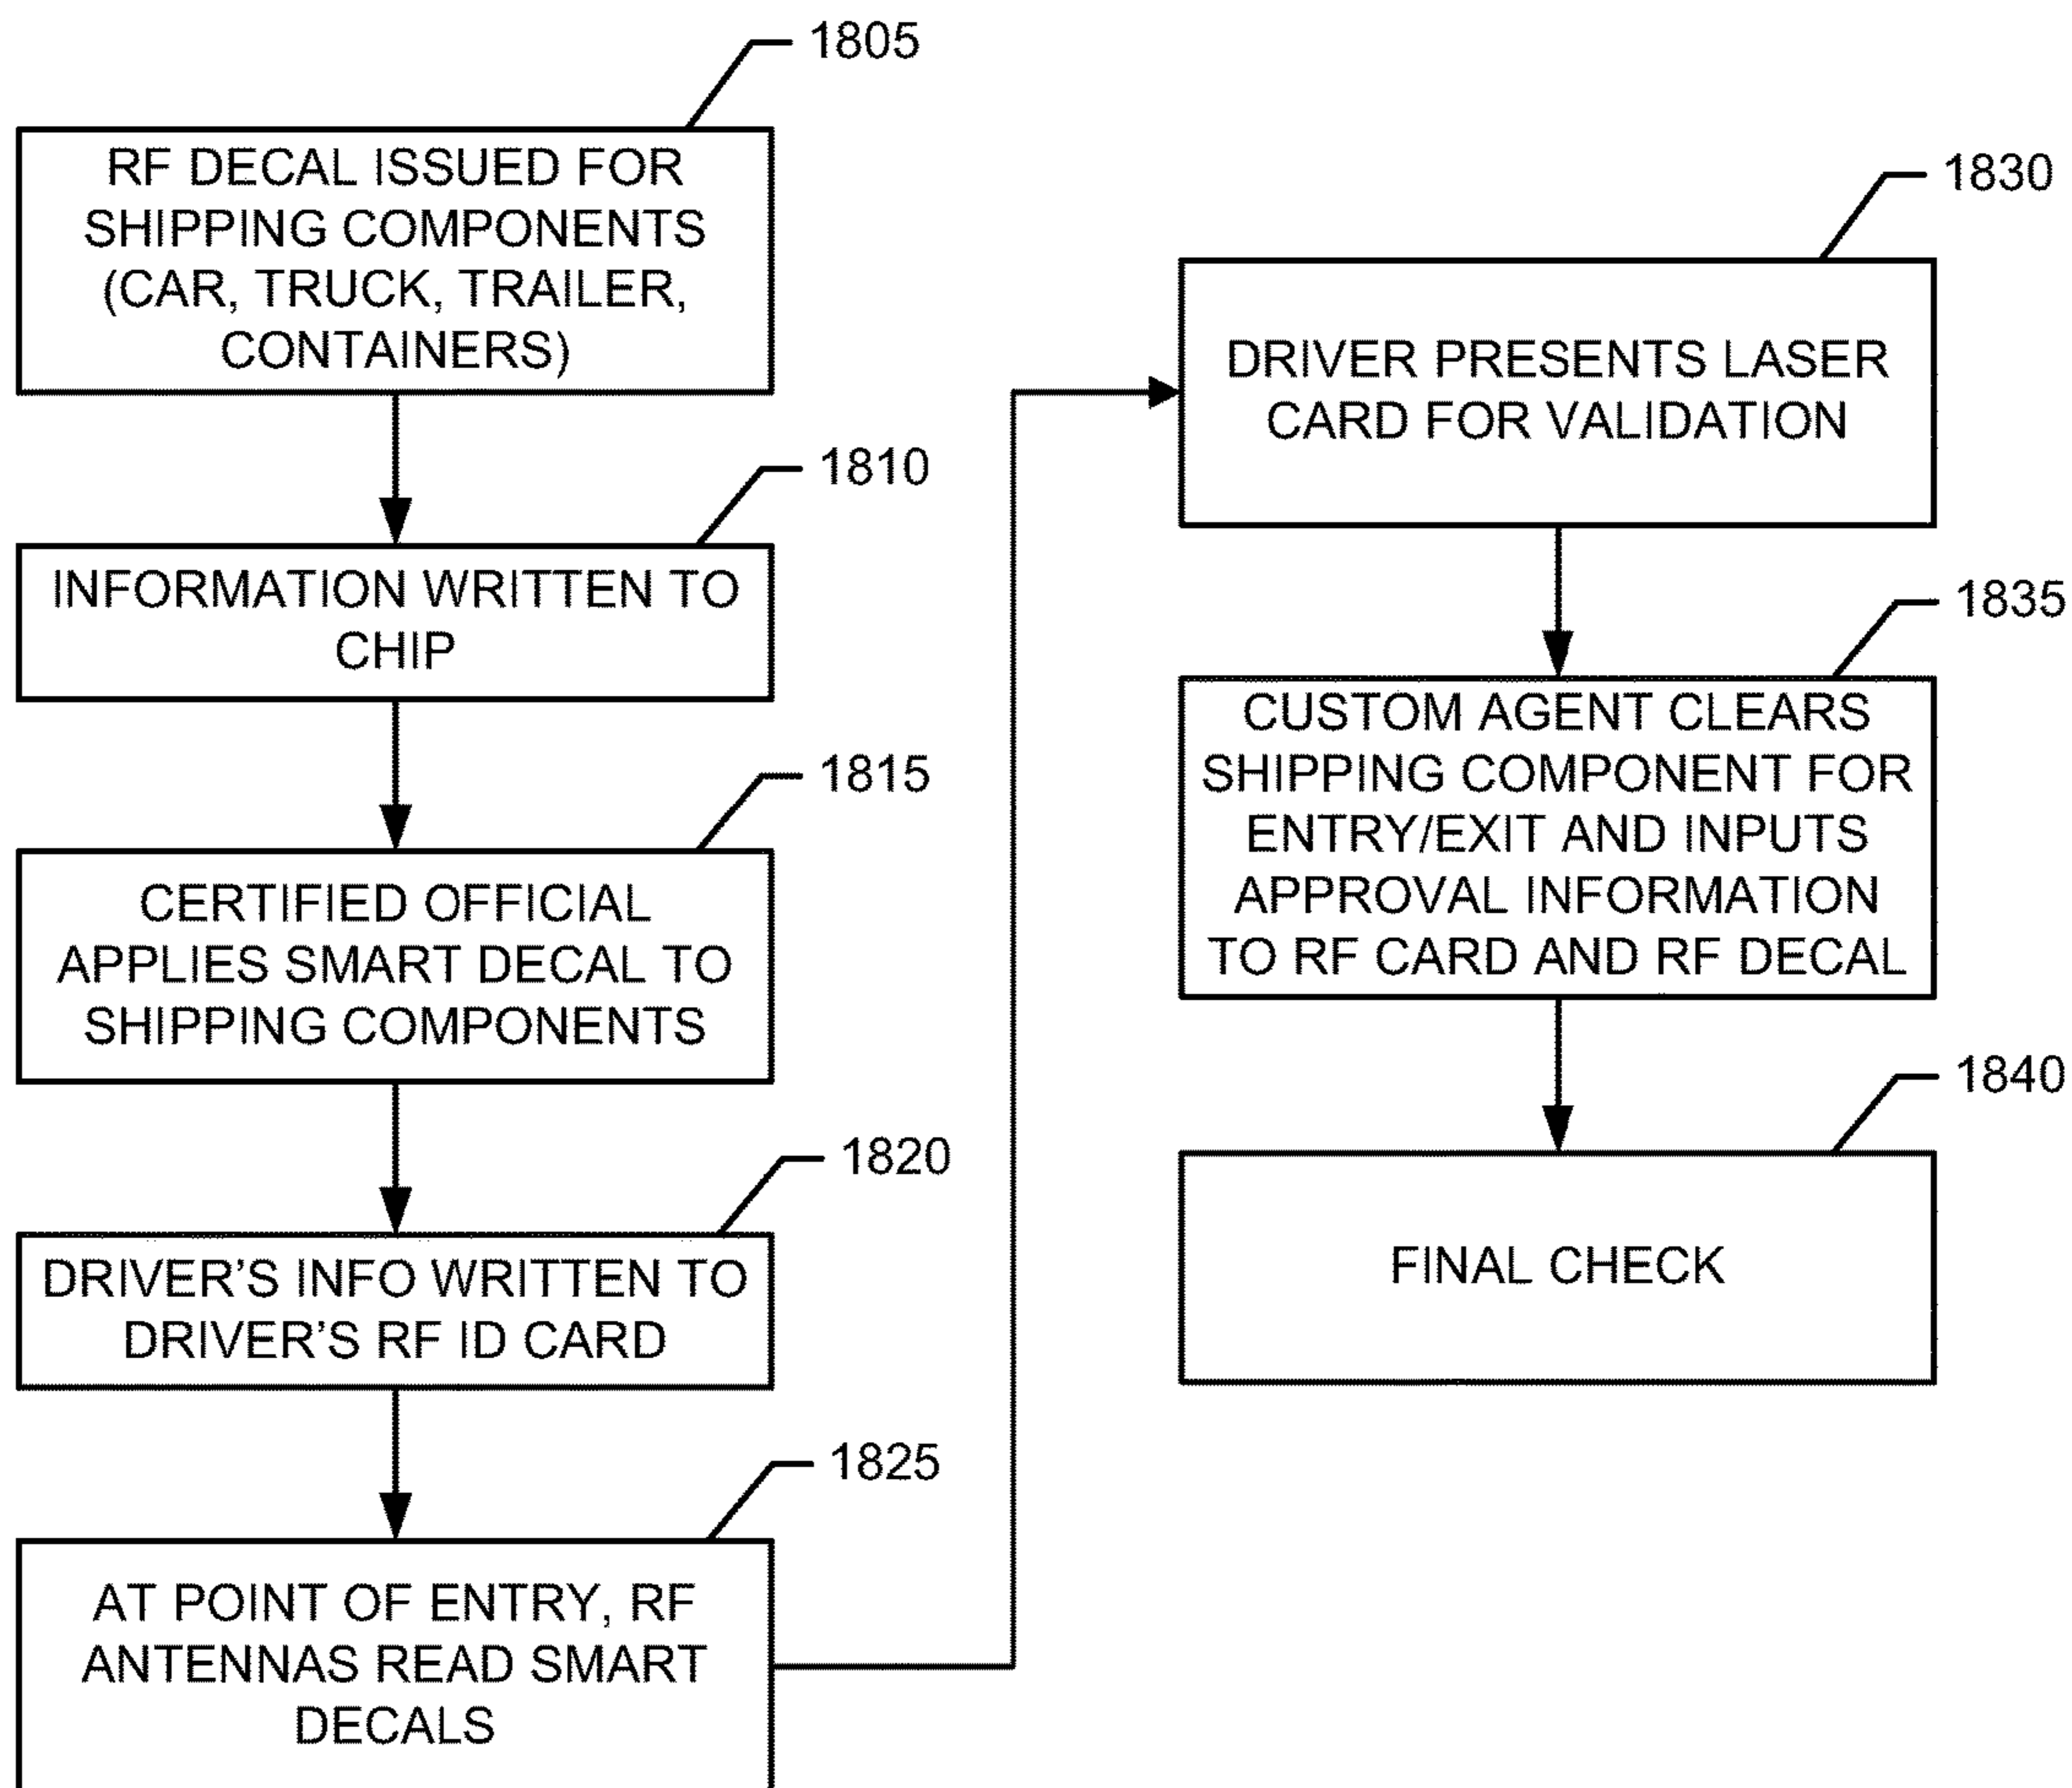 1805
RF DECAL ISSUED FOR
SHIPPING COMPONENTS
(CAR, TRUCK, TRAILER,
CONTAINERS)
1810
INFORMATION WRITTEN TO
CHIP
1815
CERTIFIED OFFICIAL
APPLIES SMART DECAL TO
SHIPPING COMPONENTS
1820
DRIVER’S INFO WRITTEN TO
DRIVER’S RF ID CARD
1825
AT POINT OF ENTRY, RF
ANTENNAS READ SMART
DECALS
1830
DRIVER PRESENTS LASER
CARD FOR VALIDATION
1835
CUSTOM AGENT CLEARS
SHIPPING COMPONENT FOR
ENTRY/EXIT AND INPUTS
APPROVAL INFORMATION
TO RF CARD AND RF DECAL
1840
FINAL CHECK